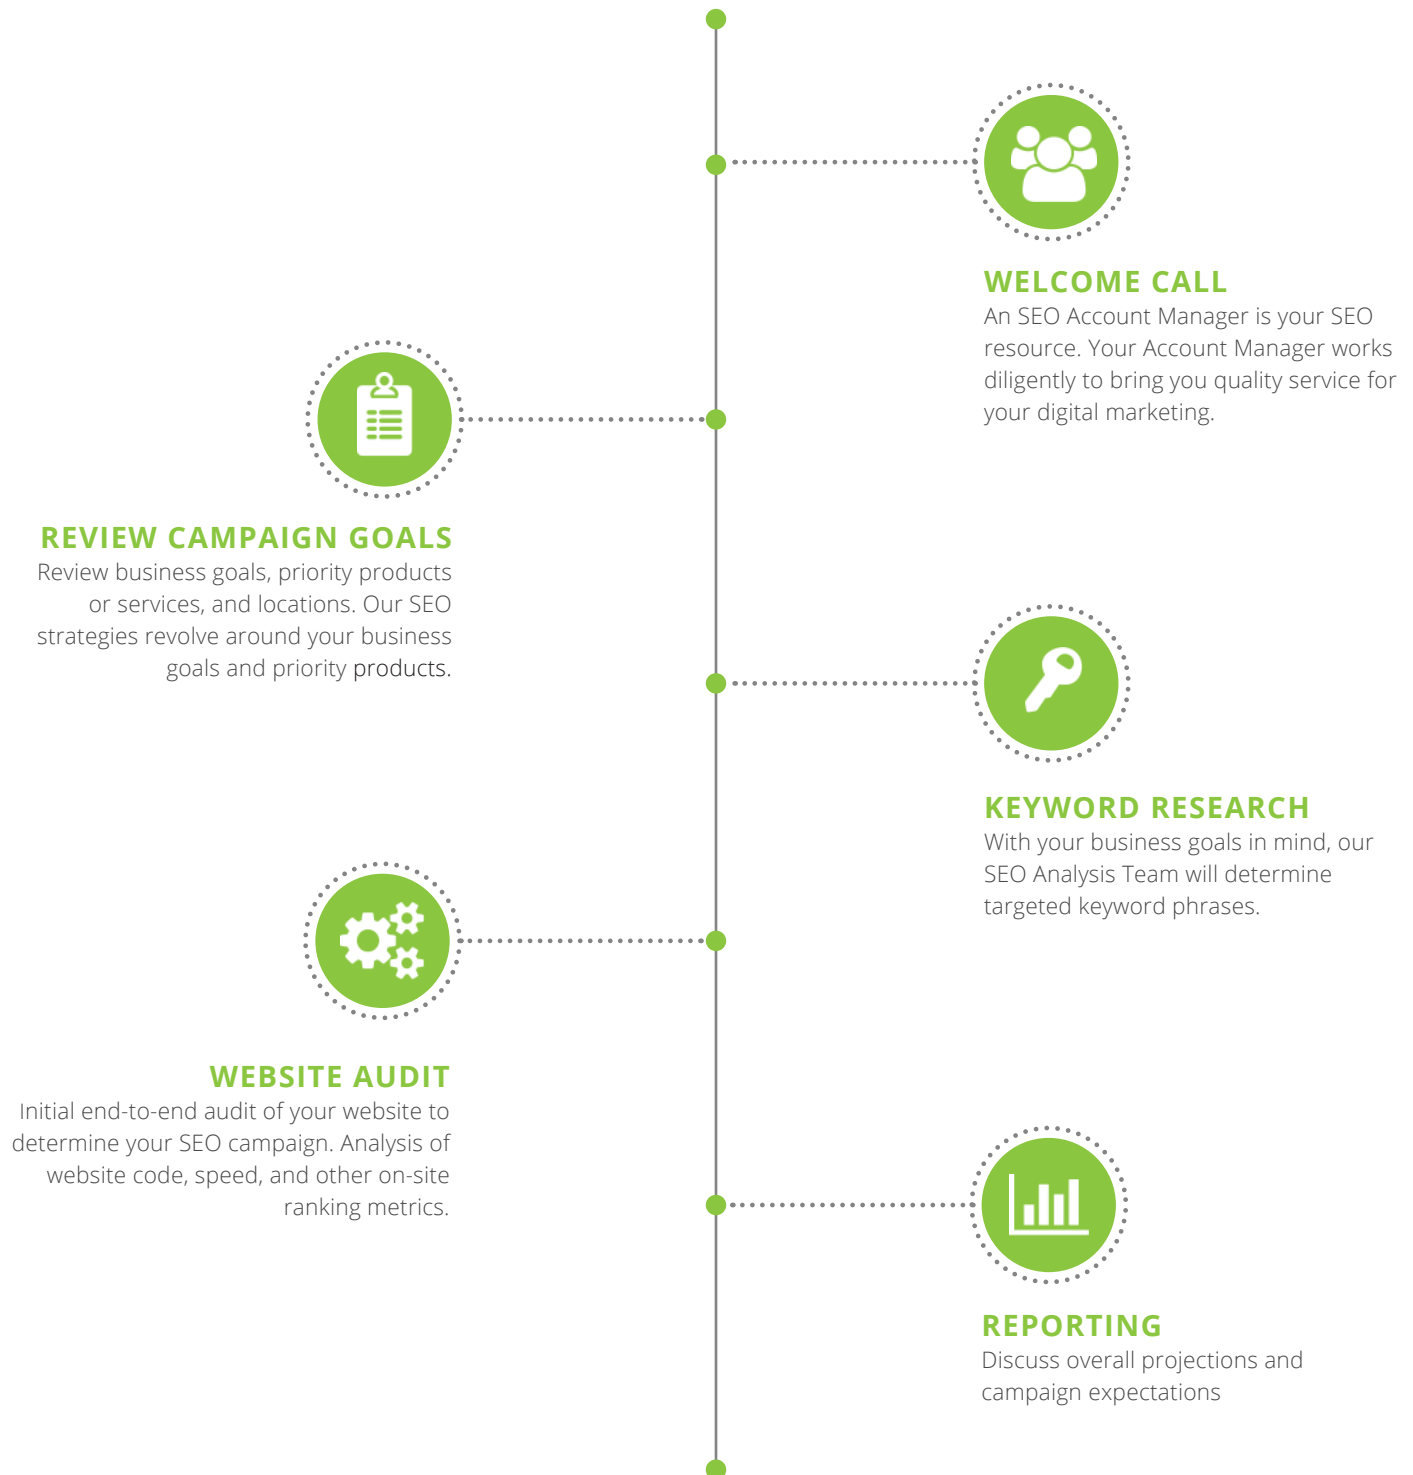 WELCOME CALL
An SEO Account Manager is your SEO
resource. Your Account Manager works
diligently to bring you quality service for
your digital marketing.
REVIEW CAMPAIGN GOALS
Review business goals, priority products
or services, and locations. Our SEO
strategies revolve around your business
goals and priority products.
KEYWORD RESEARCH
With your business goals in mind, our
SEO Analysis Team will determine
targeted keyword phrases.
WEBSITE AUDIT
Initial end-to-end audit of your website to
determine your SEO campaign. Analysis of
website code, speed, and other on-site
ranking metrics.
REPORTING
Discuss overall projections and
campaign expectations